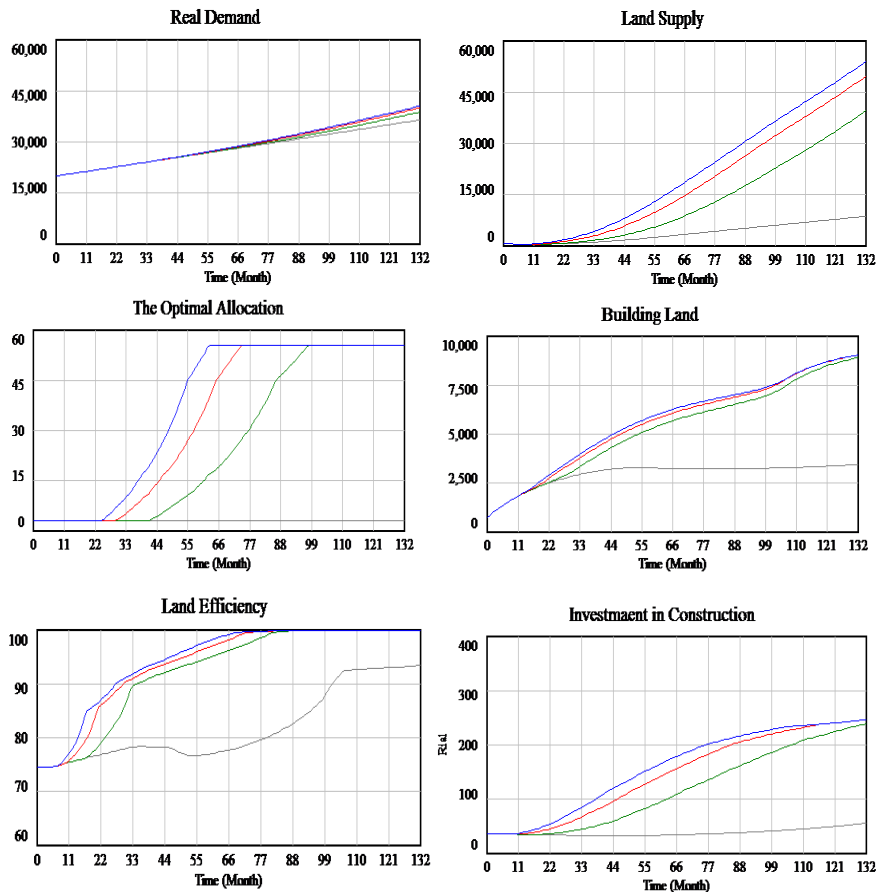 Real Demand
60,000
45,000
30,000
15,000
0
0 11 22 33 44 55 66 77 88 99 110 121 132
Time (Month)
Land Supply
60,000
45,000
30,000
15,000
0
0 11 22 33 44 55 66 77 88 99 110 121 132
Time (Month)
The Optimal Allocation
60
45
30
15
0
0 11 22 33 44 55 66 77 88 99 110 121 132
Time (Month)
Building Land
10,000
7,500
5,000
2,500
0
0 11 22 33 44 55 66 77 88 99 110 121 132
Time (Month)
Land Efficiency
100
90
80
70
60
0 11 22 33 44 55 66 77 88 99 110 121 132
Time (Month)
Investmaent in Construction
400
300
200
100
0
Rial
0 11 22 33 44 55 66 77 88 99 110 121 132
Time (Month)